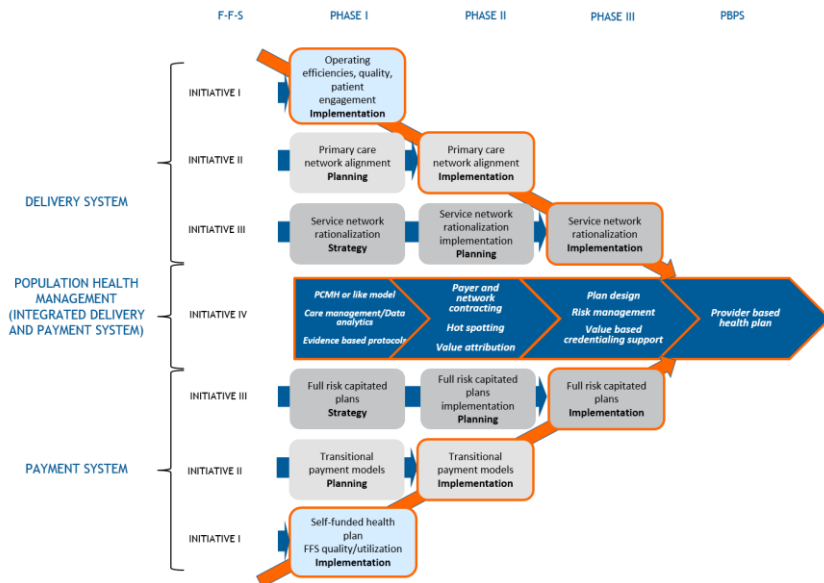 F-F-S PHASE I PHASE II PHASE III PBPS
INITIATIVE I
Operating
efficiencies, quality,
patient
engagement
Implementation
INITIATIVE II
Primary care
network alignment
Planning
Primary care
network alignment
Implementation
DELIVERY SYSTEM
INITIATIVE III
Service network
rationalization
Strategy
Service network
rationalization
implementation
Planning
Service network
rationalization
Implementation
POPULATION HEALTH
MANAGEMENT
(INTEGRATED DELIVERY
AND PAYMENT SYSTEM)
INITIATIVE IV
PCMH or like model
Care management/Data
analytics
Evidence based protocols
Payer and
network
contracting
Hot spotting
Value attribution
Plan design
Risk management
Value based
credentialing support
Provider based
health plan
INITIATIVE III
Full risk capitated
plans
Strategy
Full risk capitated
plans
implementation
Planning
Full risk capitated
plans
Implementation
PAYMENT SYSTEM
INITIATIVE II
Transitional
payment models
Planning
Transitional
payment models
Implementation
INITIATIVE I
Self-funded health
plan
FFS quality/utilization
Implementation